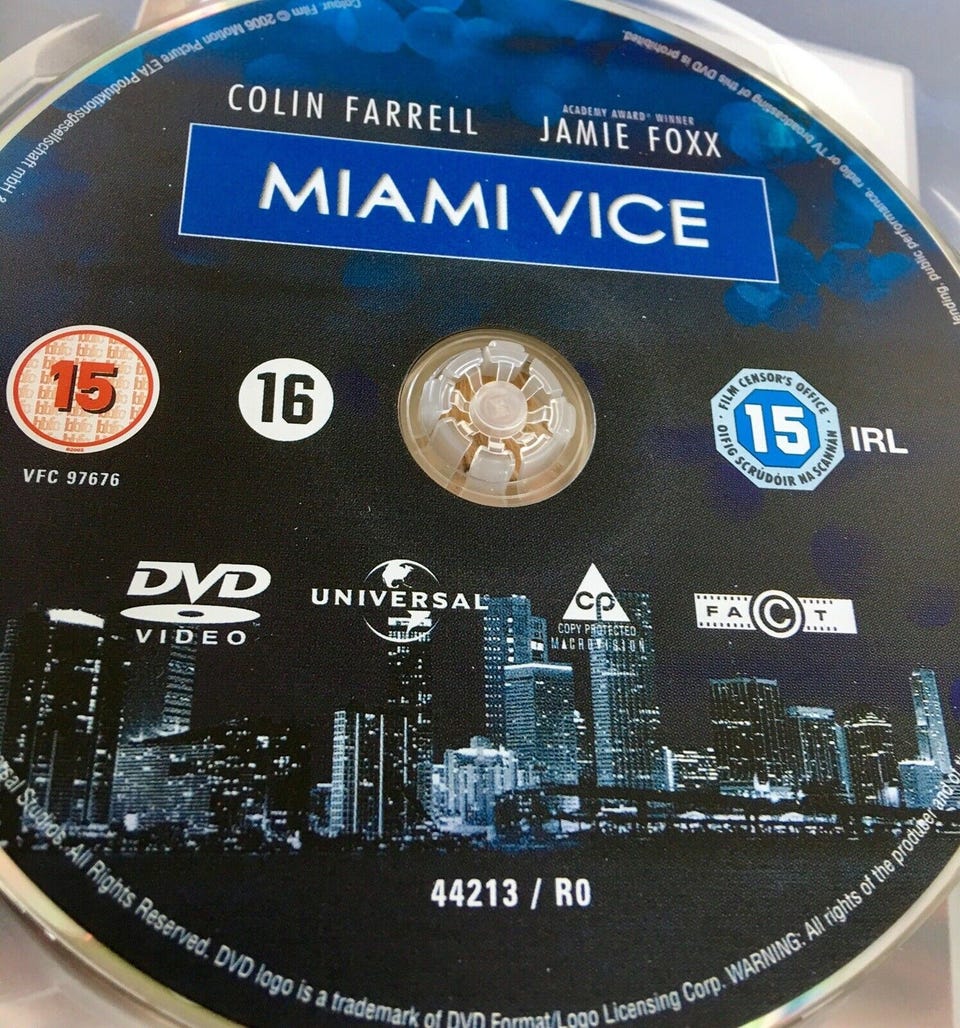 COLIN FARRELL
ACADEMY AWARD® WINNER
JAMIE FOXX
MIAMI VICE
15
VFC 97676
16
FILM CENSOR'S OFFICE
15
OIFIG SCRÚDÓIR NA SCANNÁN
IRL
DVD
VIDEO
UNIVERSAL
CP
COPY PROTECTED
MACROVISION
FACT
44213 / R0
Colour Film © 2006 Motion Picture ETA Produktionsgesellschaft mbH
Studios. All Rights Reserved. DVD logo is a trademark of DVD Format/Logo Licensing Corp. WARNING: All rights of the producer and
lending, public performance, radio or TV broadcasting of this DVD is prohibited.